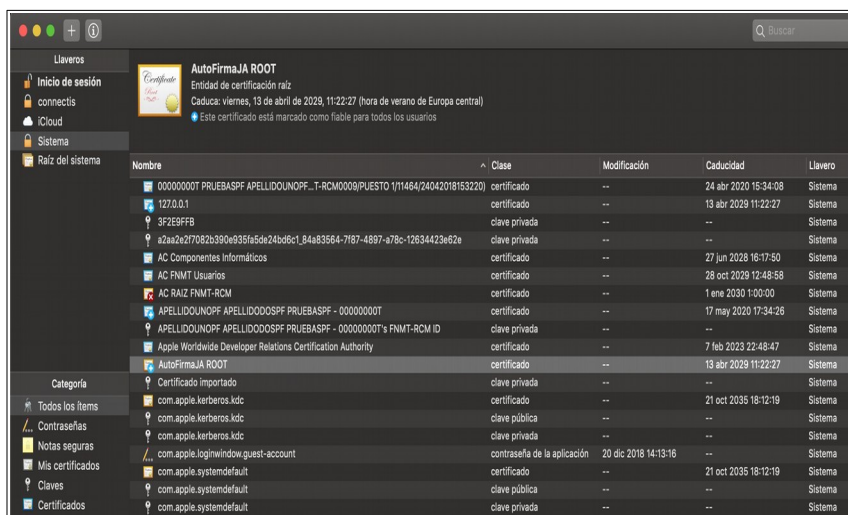 Buscar
Llaveros
Inicio de sesión
connectis
iCloud
Sistema
Raíz del sistema
Certificate
AutoFirmaJA ROOT
Entidad de certificación raíz
Caduca: viernes, 13 de abril de 2029, 11:22:27 (hora de verano de Europa central)
Este certificado está marcado como fiable para todos los usuarios
Nombre Clase Modificación Caducidad Llavero
00000000T PRUEBASPF APELLIDOUNOPF...T-RCM0009/PUESTO 1/11464/24042018153220) certificado -- 24 abr 2020 15:34:08 Sistema
127.0.0.1 certificado -- 13 abr 2029 11:22:27 Sistema
3F2E9FFB clave privada -- -- Sistema
a2aa2e2f7082b390e935fa5de24bd6c1_84a83564-7f87-4897-a78c-12634423e62e clave privada -- -- Sistema
AC Componentes Informáticos certificado -- 27 jun 2028 16:17:50 Sistema
AC FNMT Usuarios certificado -- 28 oct 2029 12:48:58 Sistema
AC RAIZ FNMT-RCM certificado -- 1 ene 2030 1:00:00 Sistema
APELLIDOUNOPF APELLIDODOSPF PRUEBASPF - 00000000T certificado -- 17 may 2020 17:34:26 Sistema
APELLIDOUNOPF APELLIDODOSPF PRUEBASPF - 00000000T's FNMT-RCM ID clave privada -- -- Sistema
Apple Worldwide Developer Relations Certification Authority certificado -- 7 feb 2023 22:48:47 Sistema
AutoFirmaJA ROOT certificado -- 13 abr 2029 11:22:27 Sistema
Certificado importado clave privada -- -- Sistema
com.apple.kerberos.kdc certificado -- 21 oct 2035 18:12:19 Sistema
com.apple.kerberos.kdc clave pública -- -- Sistema
com.apple.kerberos.kdc clave privada -- -- Sistema
com.apple.loginwindow.guest-account contraseña de la aplicación 20 dic 2018 14:13:16 -- Sistema
com.apple.systemdefault certificado -- 21 oct 2035 18:12:19 Sistema
com.apple.systemdefault clave pública -- -- Sistema
com.apple.systemdefault clave privada -- -- Sistema
Categoría
Todos los ítems
Contraseñas
Notas seguras
Mis certificados
Claves
Certificados